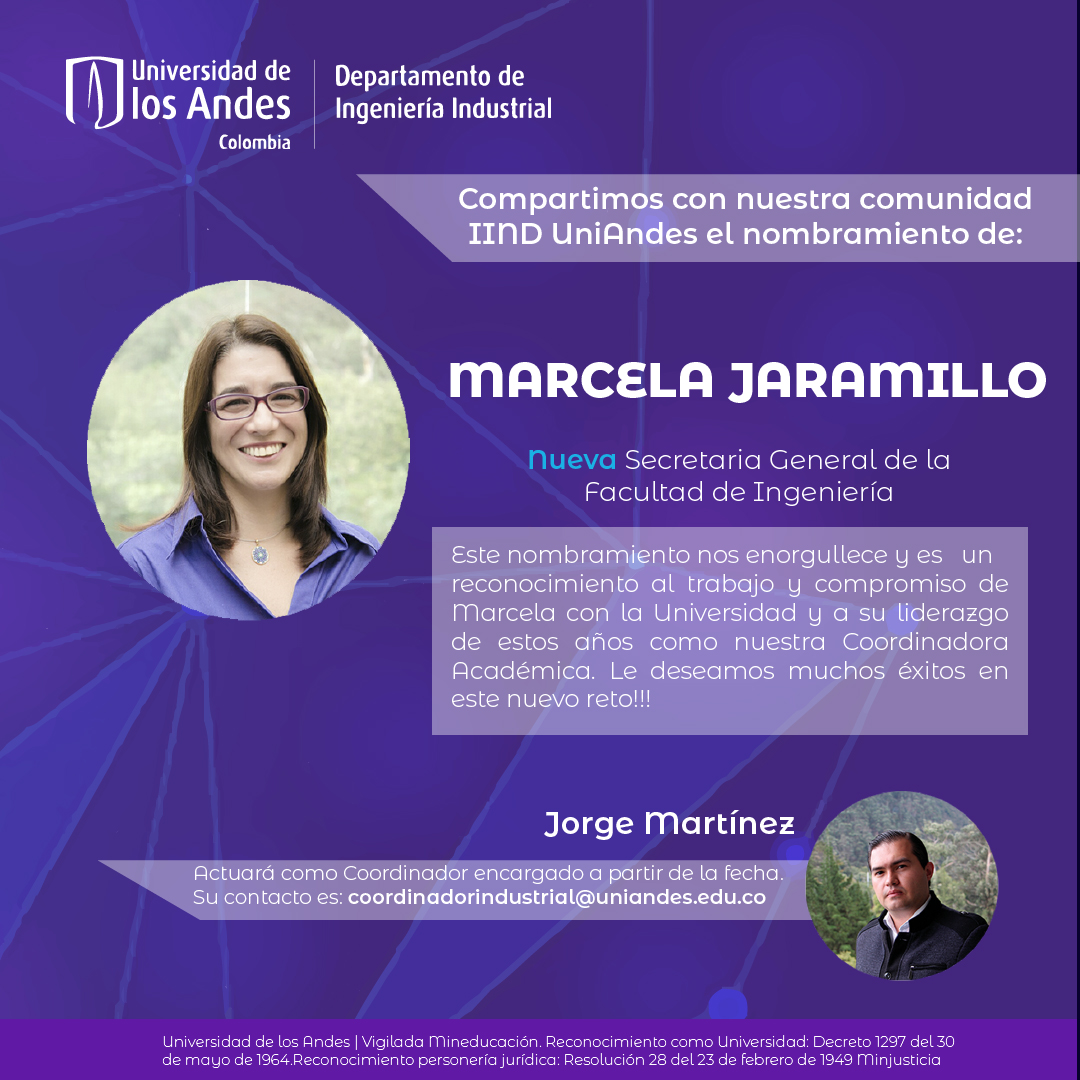 Universidad de
los Andes
Colombia
Departamento de
Ingeniería Industrial
Compartimos con nuestra comunidad
IIND UniAndes el nombramiento de:
MARCELA JARAMILLO
Nueva Secretaria General de la
Facultad de Ingeniería
Este nombramiento nos enorgullece y es un
reconocimiento al trabajo y compromiso de
Marcela con la Universidad y a su liderazgo
de estos años como nuestra Coordinadora
Académica. Le deseamos muchos éxitos en
este nuevo reto!!!
Jorge Martínez
Actuará como Coordinador encargado a partir de la fecha.
Su contacto es: coordinadorindustrial@uniandes.edu.co
Universidad de los Andes | Vigilada Mineducación. Reconocimiento como Universidad: Decreto 1297 del 30
de mayo de 1964.Reconocimiento personería jurídica: Resolución 28 del 23 de febrero de 1949 Minjusticia